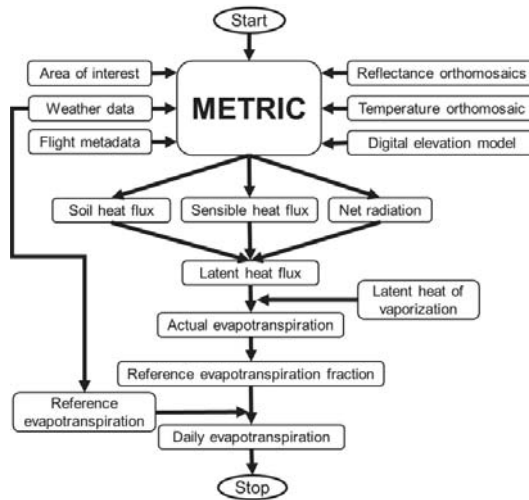 Start
Area of interest
Reflectance orthomosaics
Weather data
METRIC
Temperature orthomosaic
Flight metadata
Digital elevation model
Soil heat flux
Sensible heat flux
Net radiation
Latent heat flux
Latent heat of
vaporization
Actual evapotranspiration
Reference evapotranspiration fraction
Reference
evapotranspiration
Daily evapotranspiration
Stop